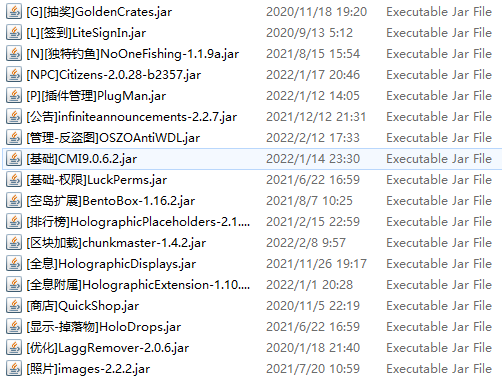 [G][抽奖]GoldenCrates.jar 2020/11/18 19:20 Executable Jar File
[L][签到]LiteSignIn.jar 2020/9/13 5:12 Executable Jar File
[N][独特钓鱼]NoOneFishing-1.1.9a.jar 2021/8/15 15:54 Executable Jar File
[NPC]Citizens-2.0.28-b2357.jar 2022/1/17 20:46 Executable Jar File
[P][插件管理]PlugMan.jar 2022/1/12 14:05 Executable Jar File
[公告]infiniteannouncements-2.2.7.jar 2021/12/12 21:31 Executable Jar File
[管理-反盗图]OSZOAntiWDL.jar 2022/2/12 17:33 Executable Jar File
[基础]CMI9.0.6.2.jar 2022/1/14 23:30 Executable Jar File
[基础-权限]LuckPerms.jar 2021/6/22 16:59 Executable Jar File
[空岛扩展]BentoBox-1.16.2.jar 2021/8/7 10:25 Executable Jar File
[排行榜]HolographicPlaceholders-2.1.... 2021/2/15 22:59 Executable Jar File
[区块加载]chunkmaster-1.4.2.jar 2022/2/8 9:57 Executable Jar File
[全息]HolographicDisplays.jar 2021/11/26 19:17 Executable Jar File
[全息附属]HolographicExtension-1.10.... 2022/1/1 20:28 Executable Jar File
[商店]QuickShop.jar 2020/11/5 22:19 Executable Jar File
[显示-掉落物]HoloDrops.jar 2021/6/22 16:59 Executable Jar File
[优化]LaggRemover-2.0.6.jar 2020/1/18 21:40 Executable Jar File
[照片]images-2.2.2.jar 2021/7/20 10:59 Executable Jar File